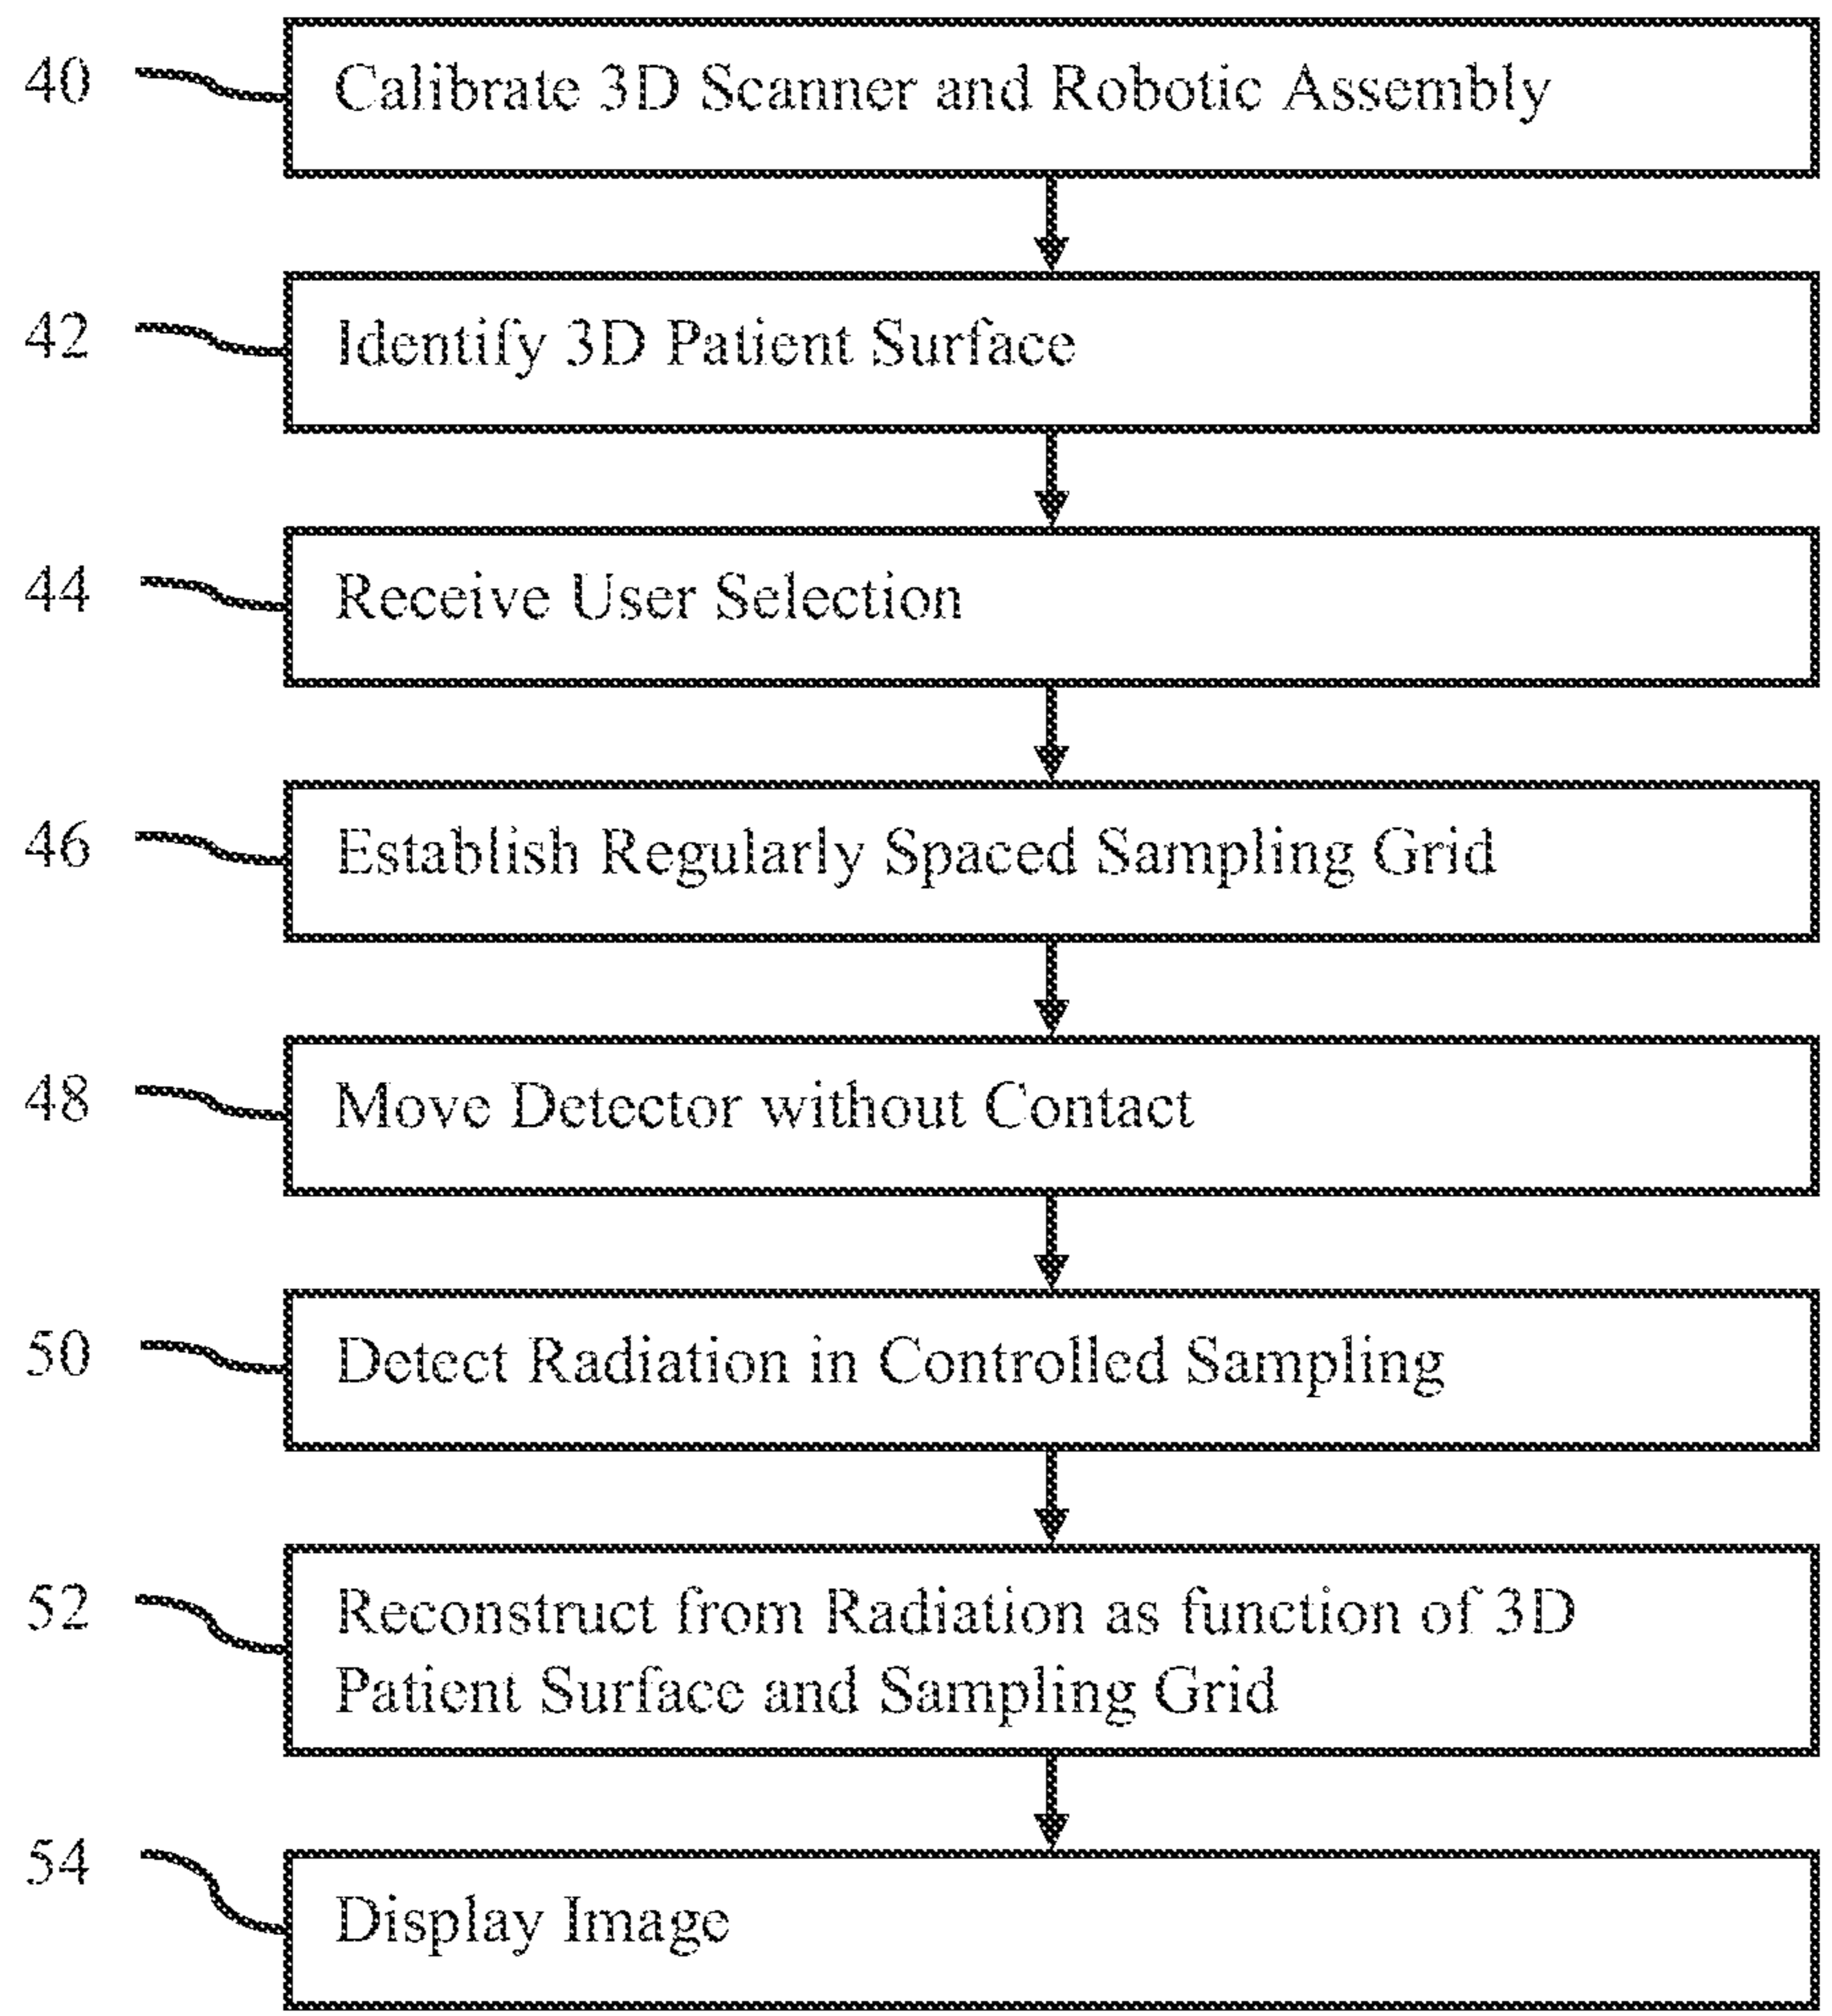 40 Calibrate 3D Scanner and Robotic Assembly
42 Identify 3D Patient Surface
44 Receive User Selection
46 Establish Regularly Spaced Sampling Grid
48 Move Detector without Contact
50 Detect Radiation in Controlled Sampling
52 Reconstruct from Radiation as function of 3D
Patient Surface and Sampling Grid
54 Display Image